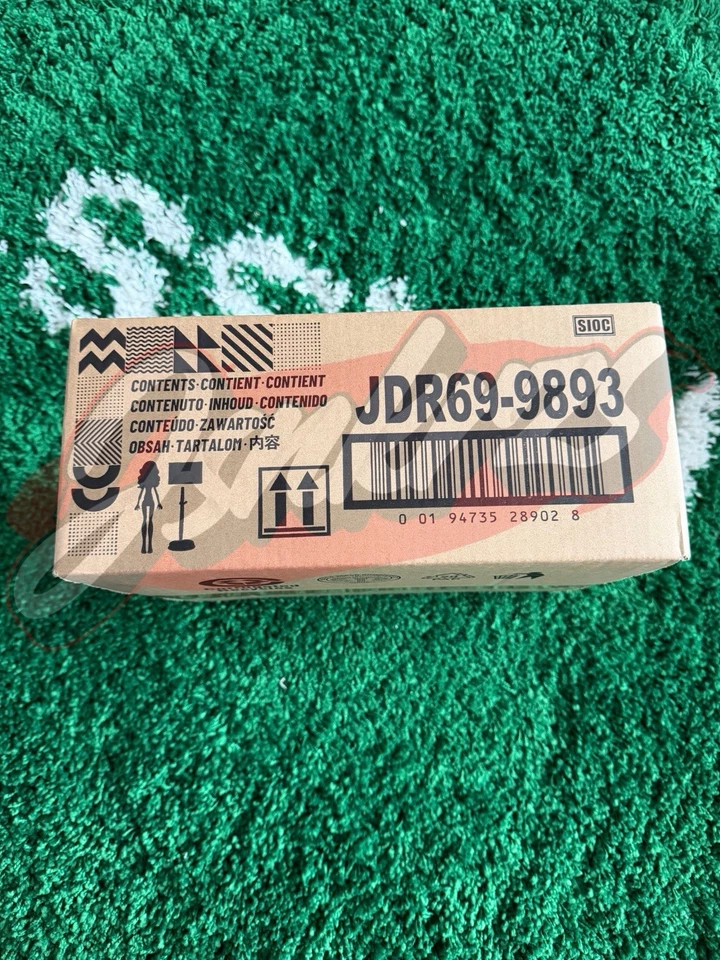 SIOC
CONTENTS·CONTIENT·CONTIENT
CONTENUTO·INHOUD·CONTENIDO
CONTEÚDO·ZAWARTOŚĆ
OBSAH·TARTALOM·内容
JDR69-9893
0 01 94735 28902 8